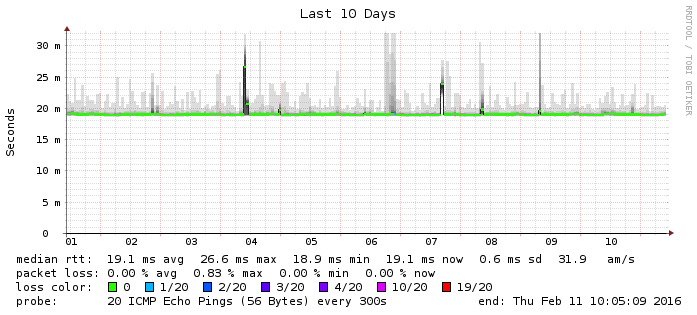 Last 10 Days
RRDTOOL / TOBI OETIKER
Seconds
30 m
25 m
20 m
15 m
10 m
5 m
0
01 02 03 04 05 06 07 08 09 10
median rtt: 19.1 ms avg 26.6 ms max 18.9 ms min 19.1 ms now 0.6 ms sd 31.9 am/s
packet loss: 0.00 % avg 0.83 % max 0.00 % min 0.00 % now
loss color: 0 1/20 2/20 3/20 4/20 10/20 19/20
probe: 20 ICMP Echo Pings (56 Bytes) every 300s end: Thu Feb 11 10:05:09 2016